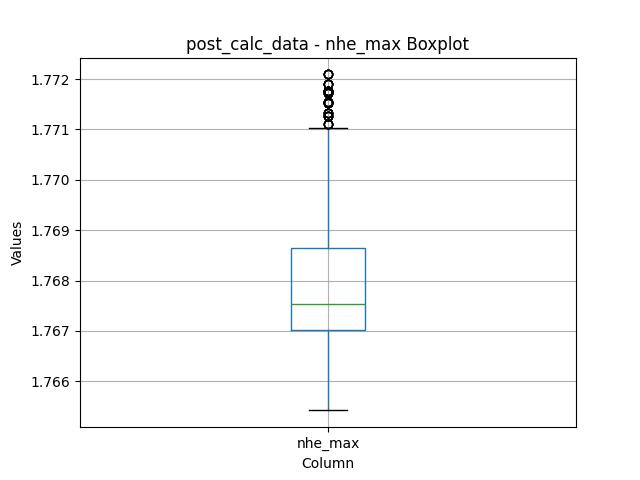 post_calc_data - nhe_max Boxplot
1.772
1.771
1.770
1.769
1.768
1.767
1.766
Values
nhe_max
Column